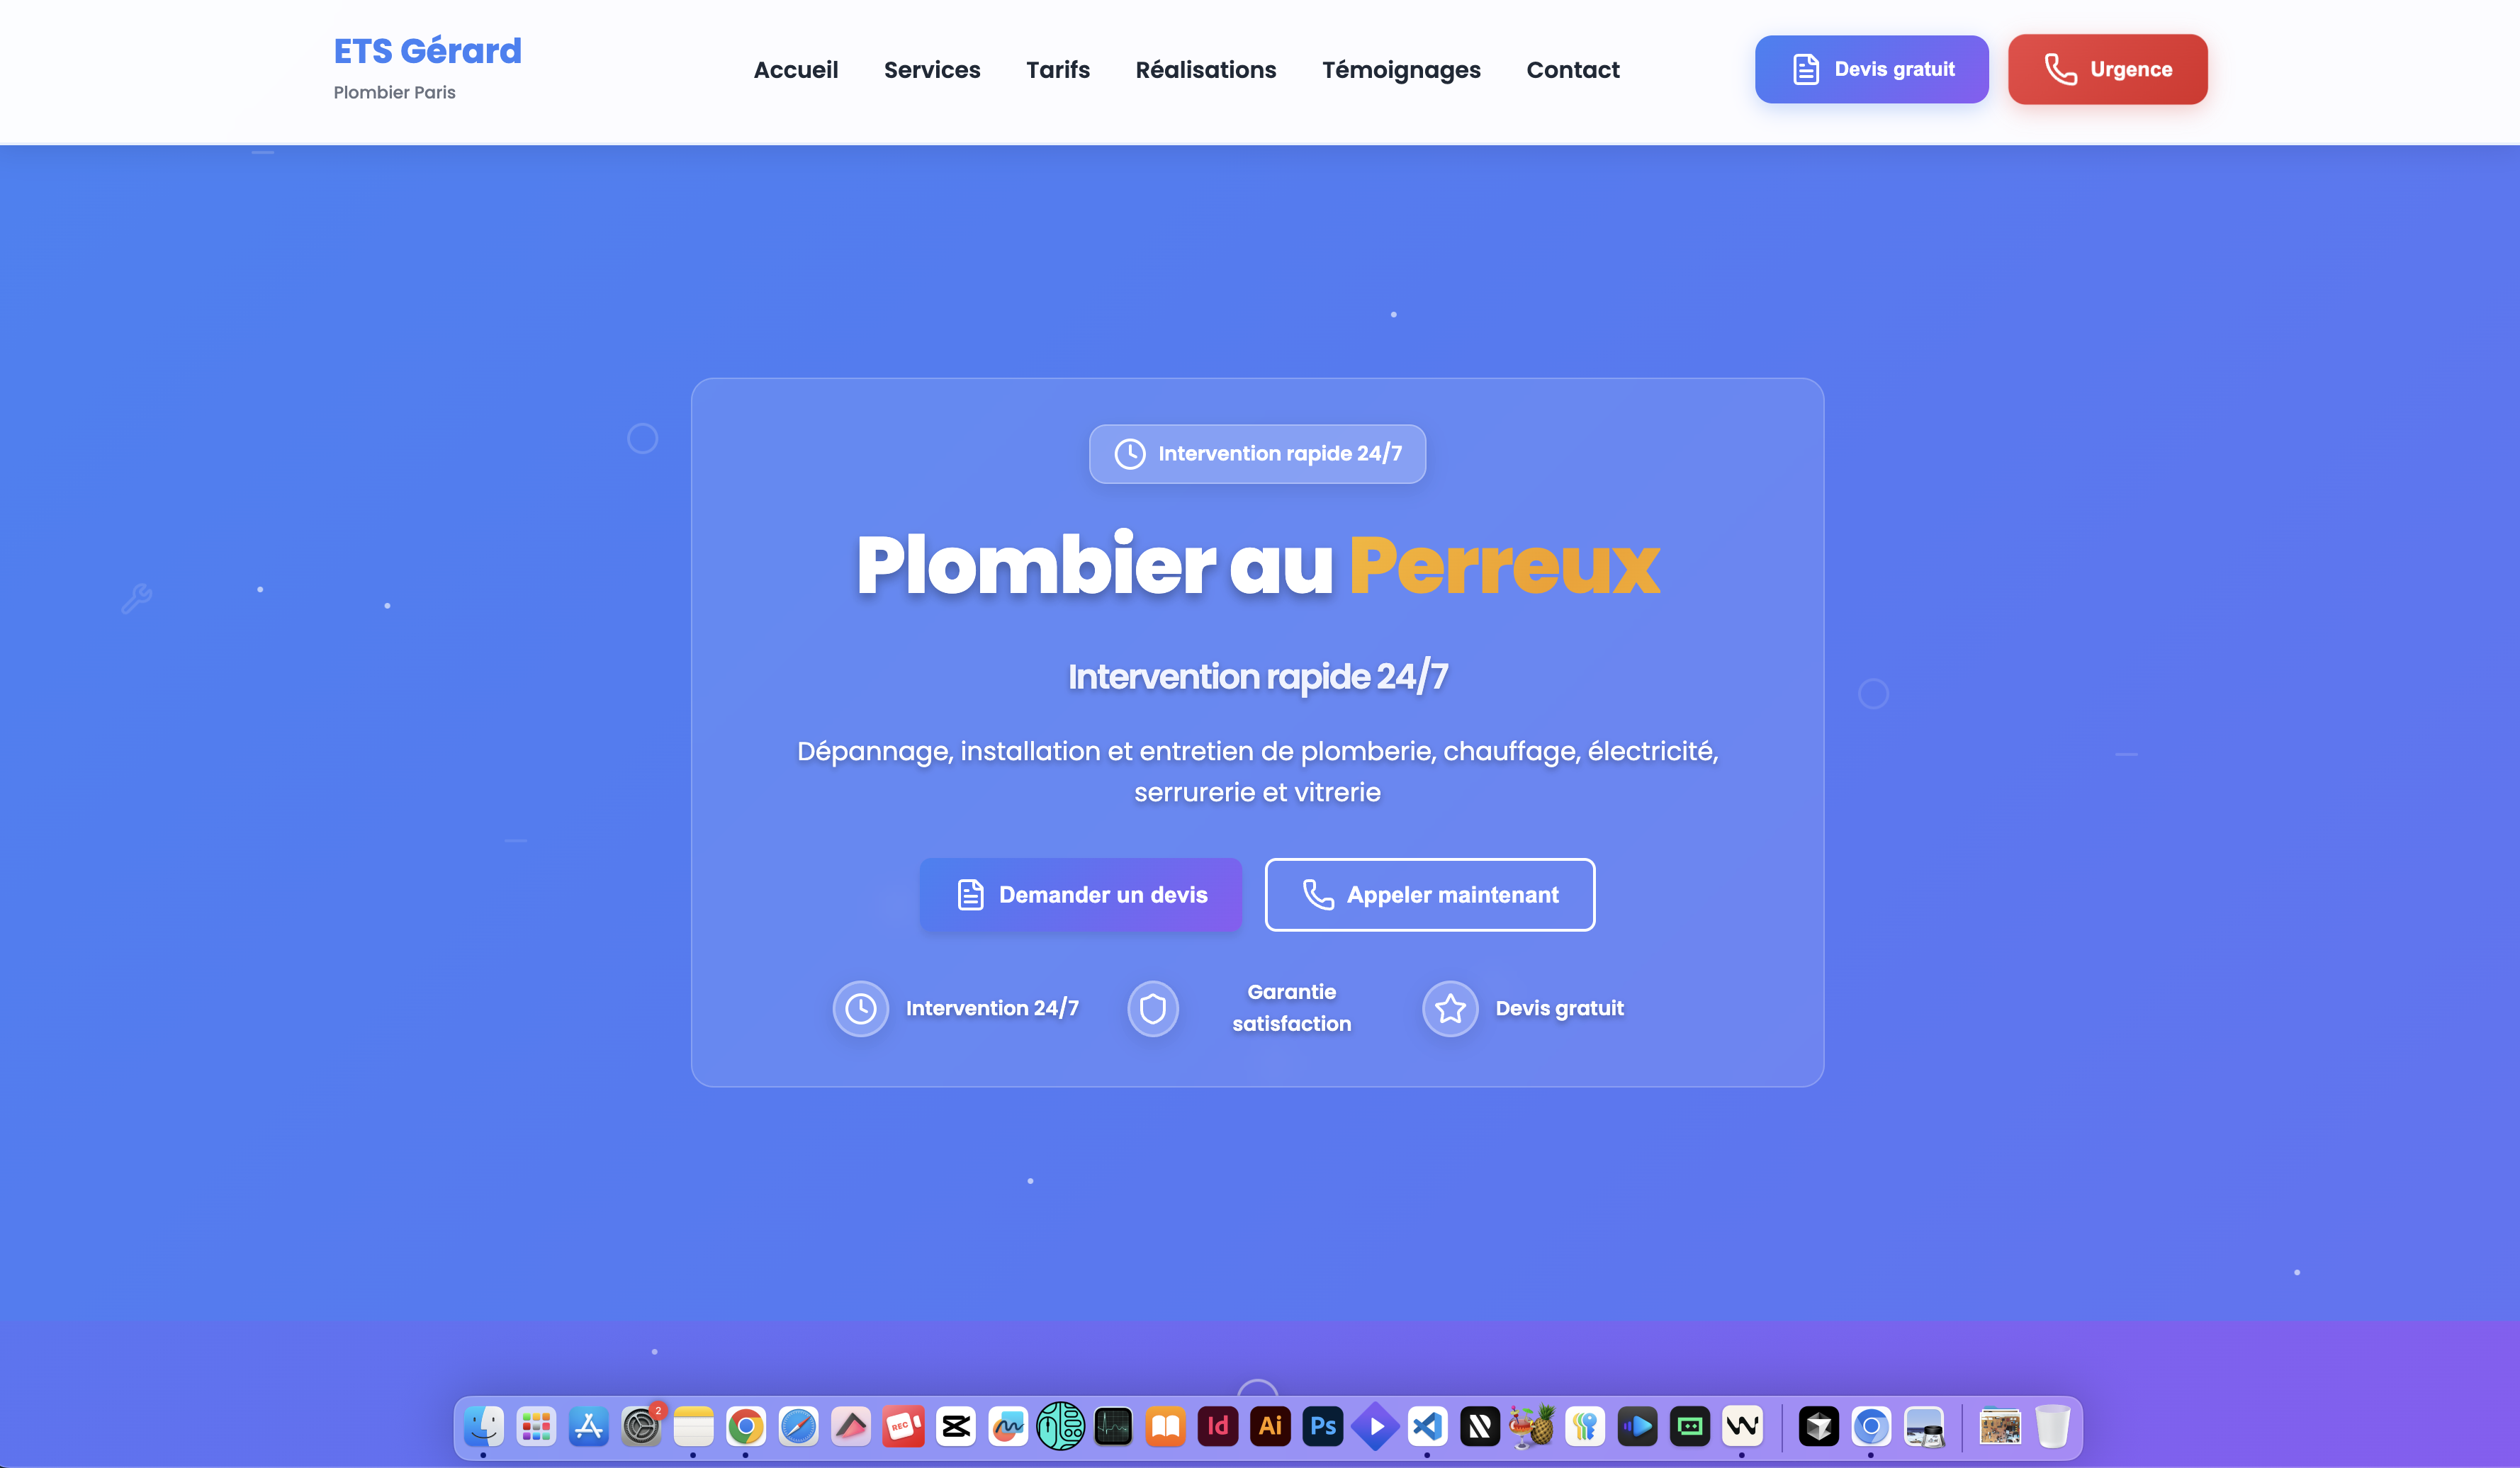 ETS Gérard
Plombier Paris
Accueil
Services
Tarifs
Réalisations
Témoignages
Contact
Devis gratuit
Urgence
Intervention rapide 24/7
Plombier au Perreux
Intervention rapide 24/7
Dépannage, installation et entretien de plomberie, chauffage, électricité,
serrurerie et vitrerie
Demander un devis
Appeler maintenant
Intervention 24/7
Garantie
satisfaction
Devis gratuit
2
REC
Id
Ai
Ps